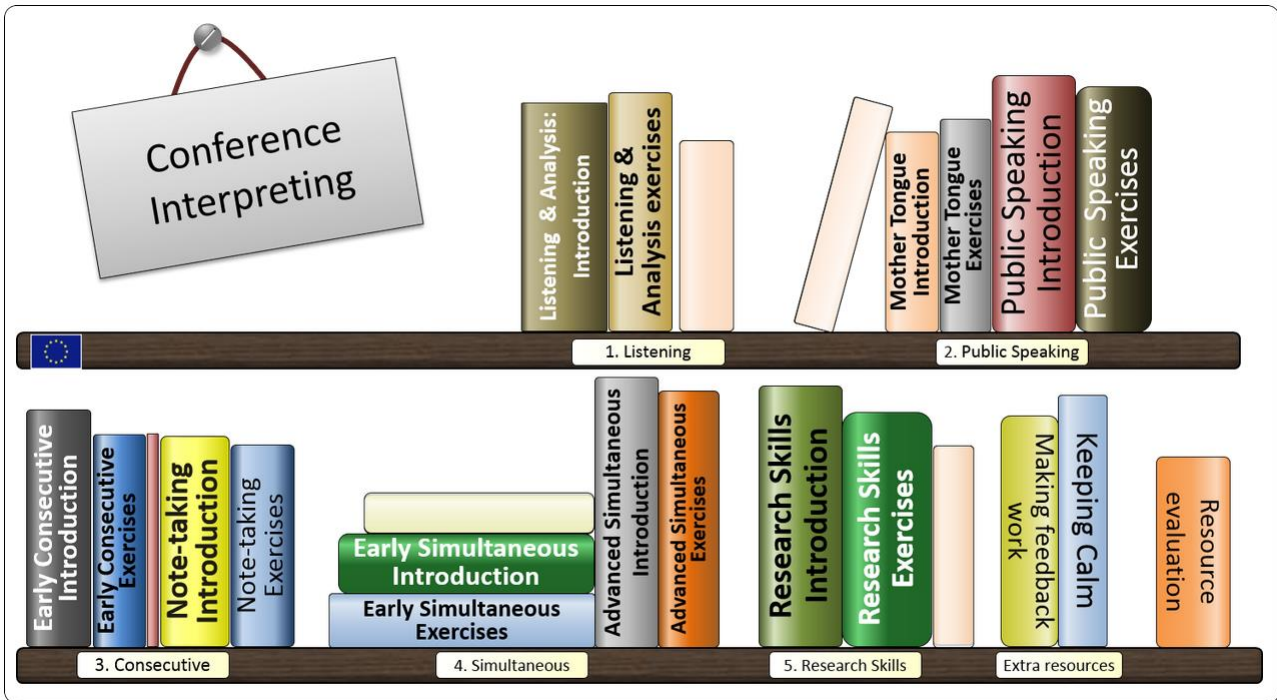 Conference
Interpreting
Listening & Analysis:
Introduction
Listening &
Analysis exercises
Mother Tongue
Introduction
Mother Tongue
Exercises
Public Speaking
Introduction
Public Speaking
Exercises
1. Listening
2. Public Speaking
Early Consecutive
Introduction
Early Consecutive
Exercises
Note-taking
Introduction
Note-taking
Exercises
Early Simultaneous
Introduction
Early Simultaneous
Exercises
Advanced Simultaneous
Introduction
Advanced Simultaneous
Exercises
Research Skills
Introduction
Research Skills
Exercises
Making feedback
work
Keeping Calm
Resource
evaluation
3. Consecutive
4. Simultaneous
5. Research Skills
Extra resources